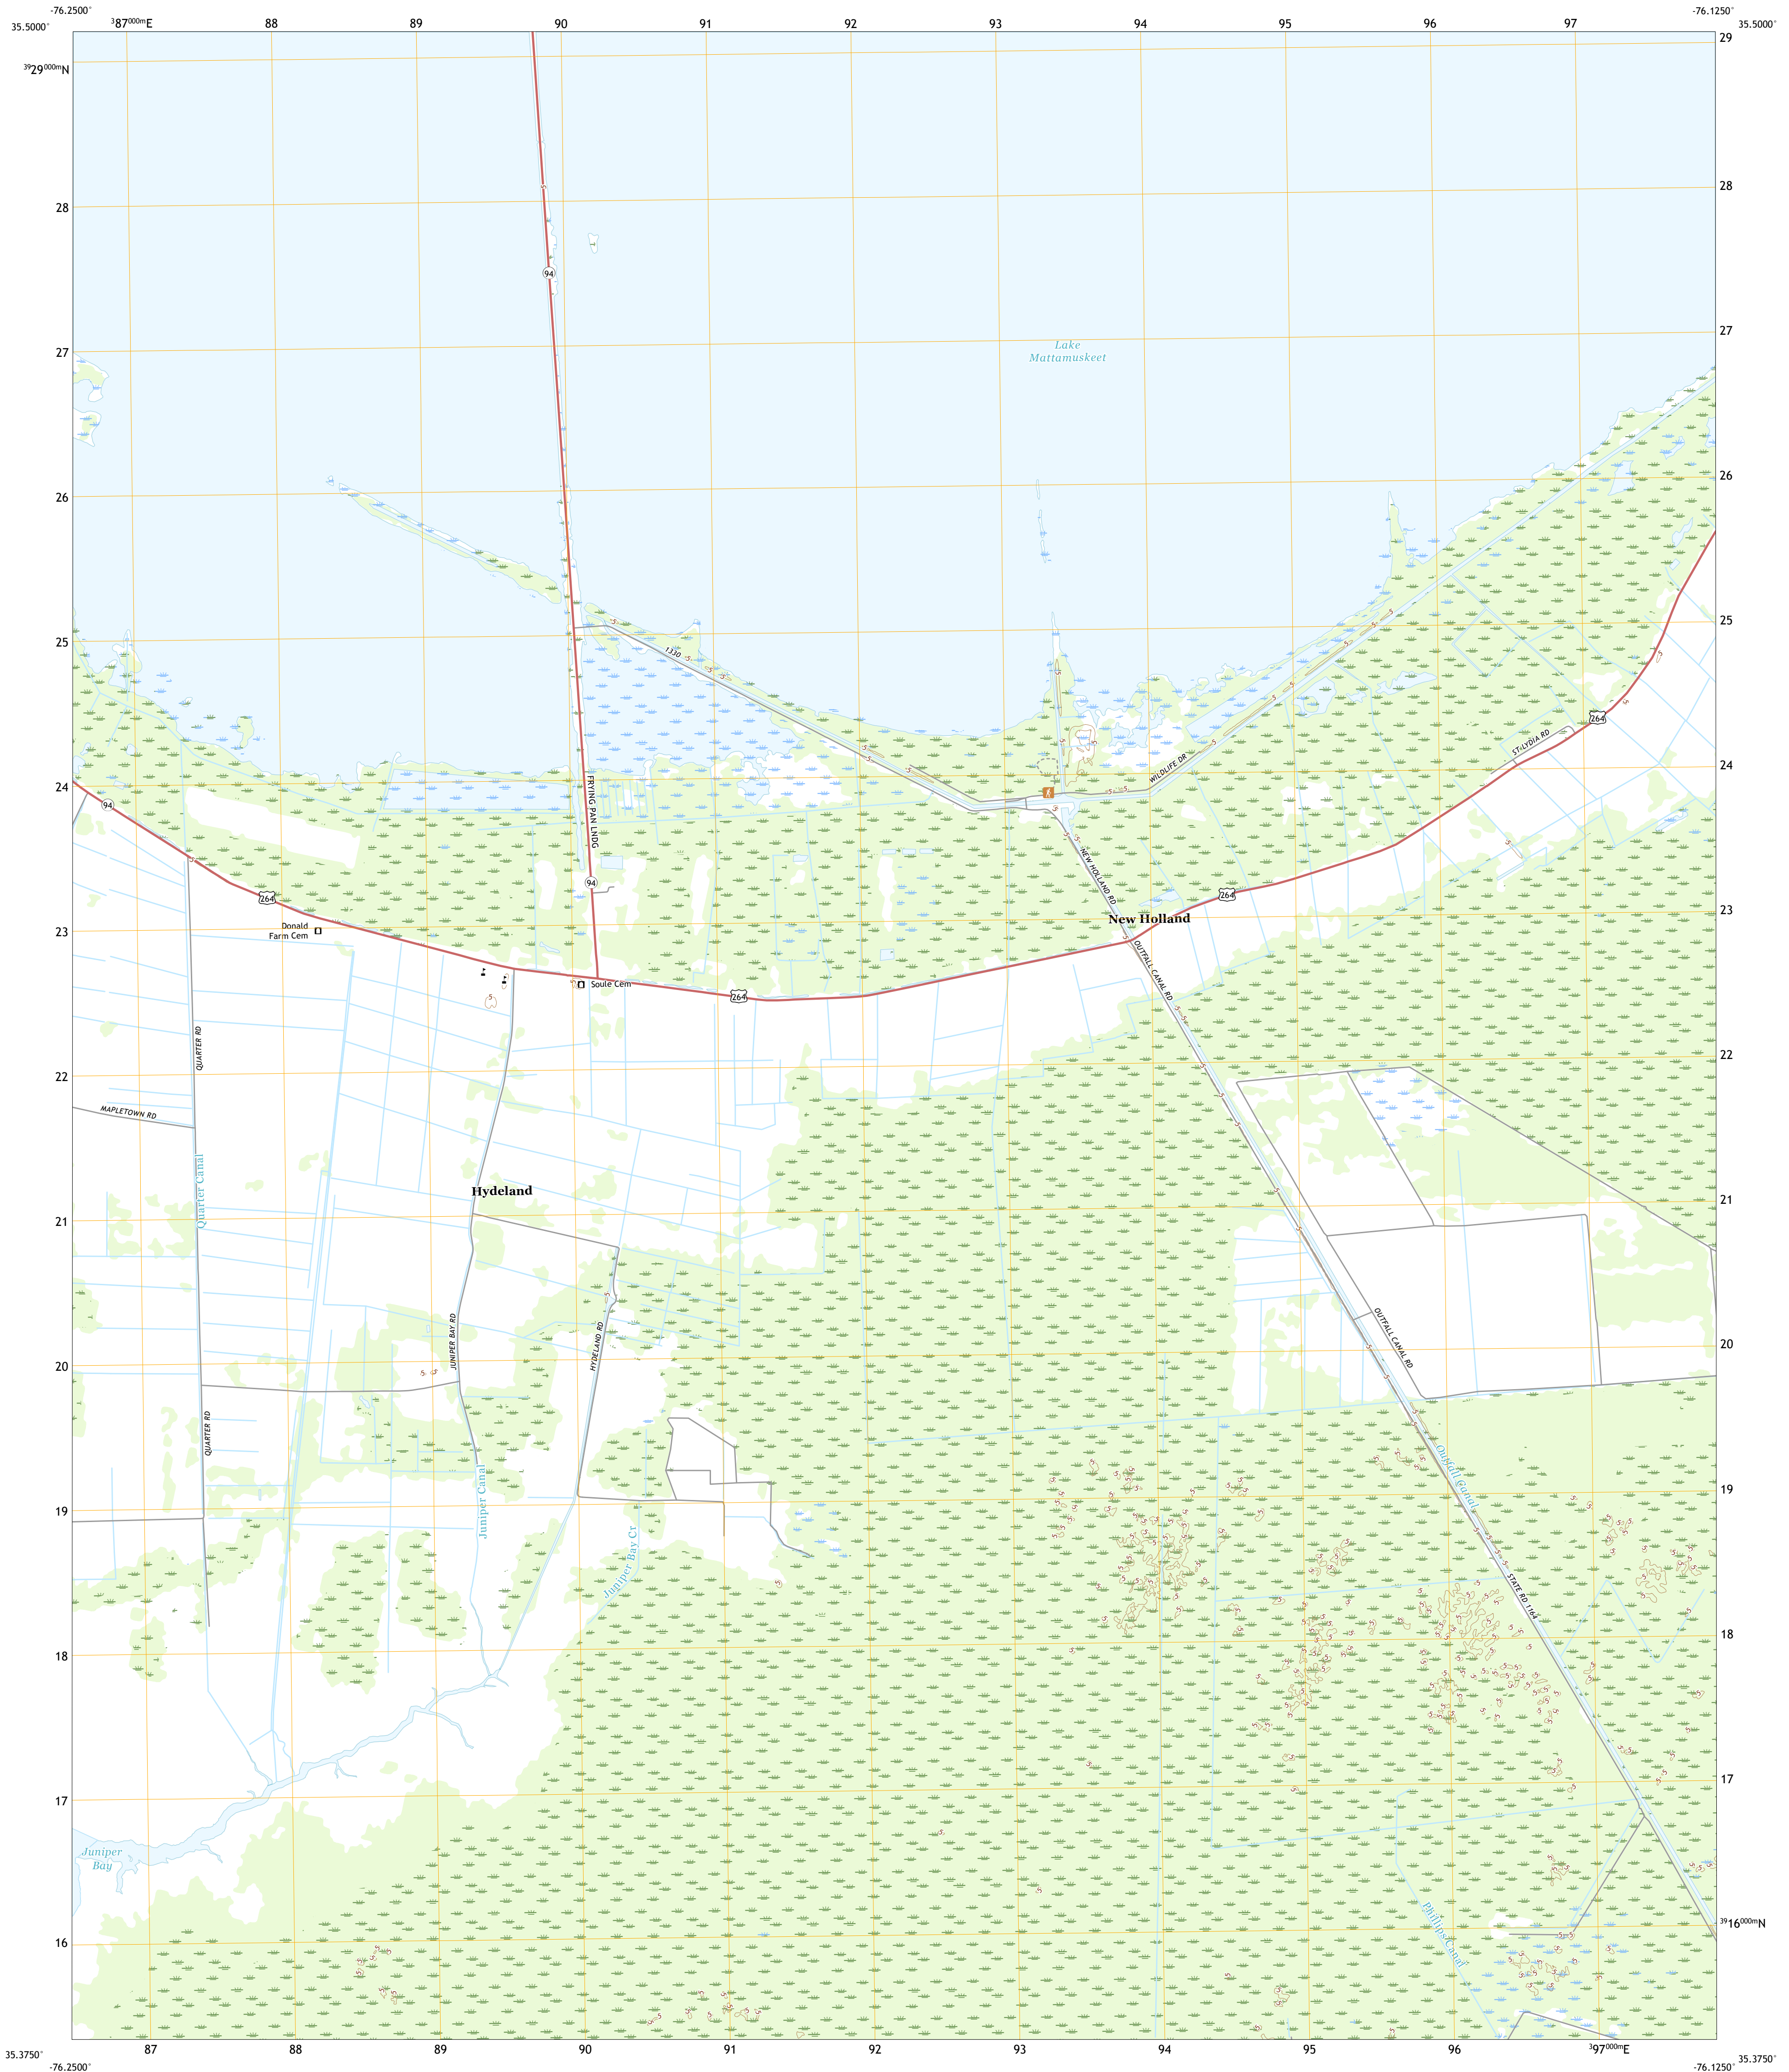 -76.2500°
35.5000°
³87⁰⁰⁰ᵐE
88
89
90
91
92
93
94
95
96
97
-76.1250°
35.5000°
³⁹29⁰⁰⁰ᵐN
29
28
28
94
27
27
Lake
Mattamuskeet
26
26
25
25
1330
24
24
94
FRYING PAN LNDG
WILDLIFE DR
ST LYDIA RD
264
94
NEW HOLLAND RD
264
264
23
23
Donald
Farm Cem
New Holland
Soule Cem
264
OUTFALL CANAL RD
5
22
22
QUARTER RD
MAPLETOWN RD
Quarter Canal
Hydeland
21
21
20
20
JUNIPER BAY RD
HYDELAND RD
OUTFALL CANAL RD
QUARTER RD
19
19
Juniper Canal
Juniper Bay Cr
Outfall Canal
STATE RD 1164
18
18
17
17
Juniper
Bay
Phillips Canal
16
³⁹16⁰⁰⁰ᵐN
35.3750°
-76.2500°
87
88
89
90
91
92
93
94
95
96
³97⁰⁰⁰ᵐE
35.3750°
-76.1250°